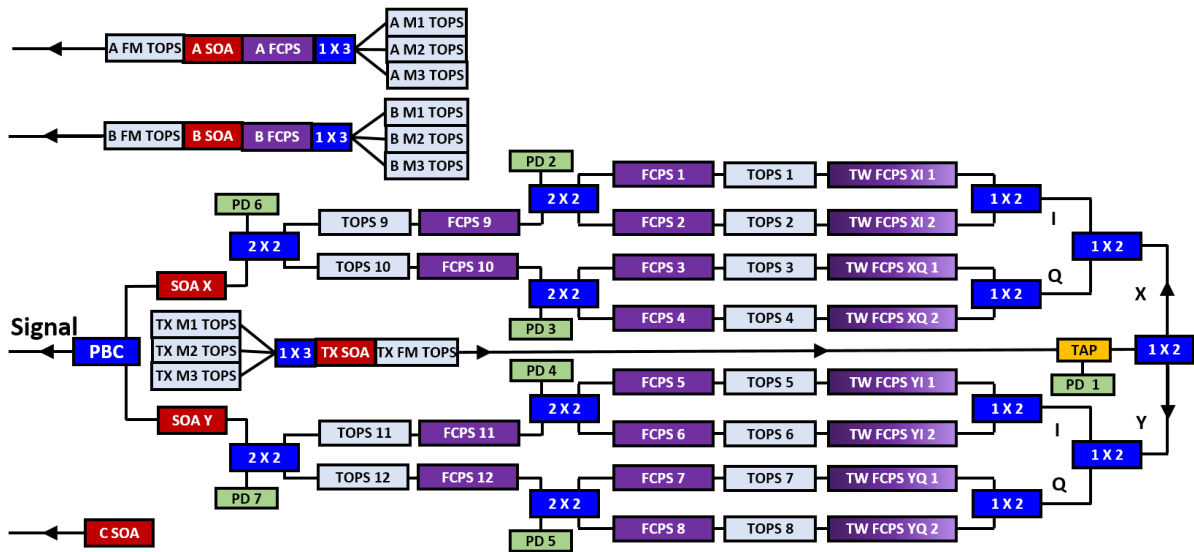 A M1 TOPS
A FM TOPS A SOA A FCPS 1 X 3 A M2 TOPS
A M3 TOPS
B M1 TOPS
B FM TOPS B SOA B FCPS 1 X 3 B M2 TOPS
B M3 TOPS
PD 2
FCPS 1 TOPS 1 TW FCPS XI 1
2 X 2 1 X 2
PD 6
TOPS 9 FCPS 9 FCPS 2 TOPS 2 TW FCPS XI 2 I
2 X 2 1 X 2
TOPS 10 FCPS 10 FCPS 3 TOPS 3 TW FCPS XQ 1 Q
SOA X 2 X 2 1 X 2 X
TX M1 TOPS FCPS 4 TOPS 4 TW FCPS XQ 2
Signal PD 3
PBC TX M2 TOPS 1 X 3 TX SOA TX FM TOPS TAP 1 X 2
TX M3 TOPS PD 4 PD 1
FCPS 5 TOPS 5 TW FCPS YI 1
SOA Y 2 X 2 1 X 2 Y
TOPS 11 FCPS 11 FCPS 6 TOPS 6 TW FCPS YI 2 I
2 X 2 1 X 2
TOPS 12 FCPS 12 FCPS 7 TOPS 7 TW FCPS YQ 1 Q
PD 7
2 X 2 1 X 2
C SOA FCPS 8 TOPS 8 TW FCPS YQ 2
PD 5